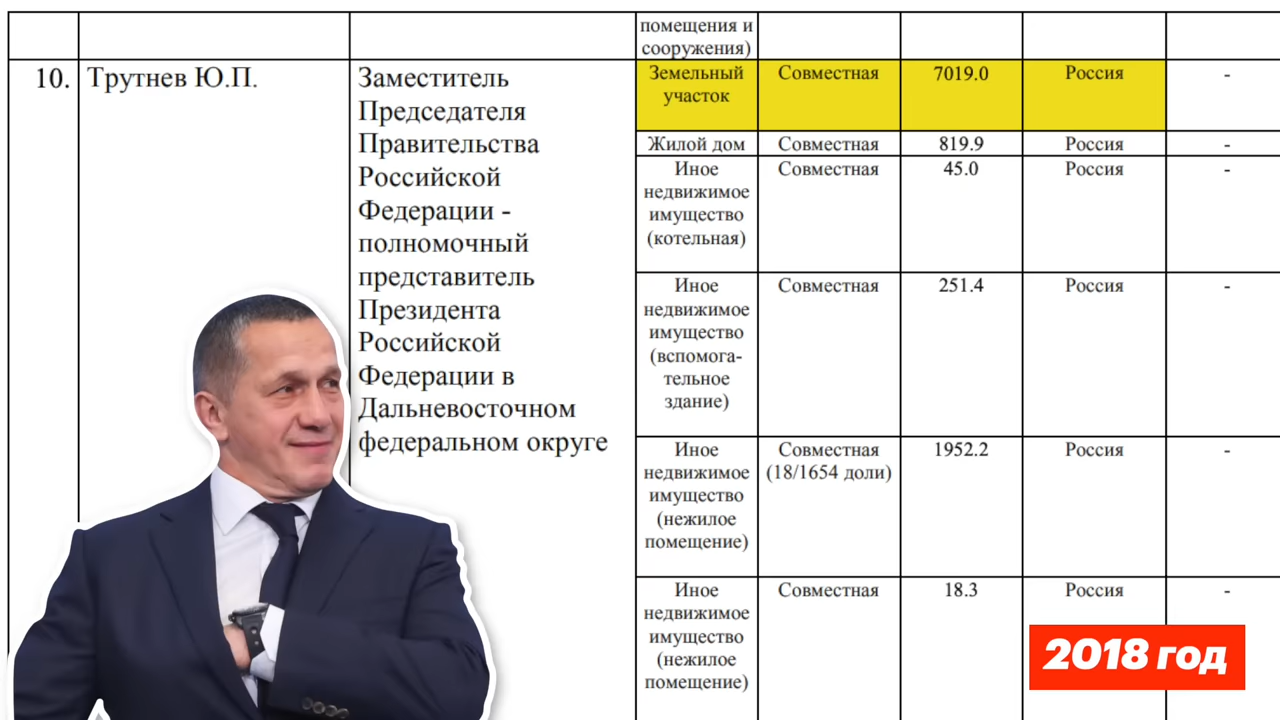 помещения и
сооружения)
10.
Трутнев Ю.П.
Заместитель
Председателя
Правительства
Российской
Федерации -
полномочный
представитель
Президента
Российской
Федерации в
Дальневосточном
федеральном округе
Земельный
участок
Совместная
7019.0
Россия
-
Жилой дом
Совместная
819.9
Россия
-
Иное
недвижимое
имущество
(котельная)
Совместная
45.0
Россия
-
Иное
недвижимое
имущество
(вспомога-
тельное
здание)
Совместная
251.4
Россия
-
Иное
недвижимое
имущество
(нежилое
помещение)
Совместная
(18/1654 доли)
1952.2
Россия
-
Иное
недвижимое
имущество
(нежилое
помещение)
Совместная
18.3
Россия
-
2018 год